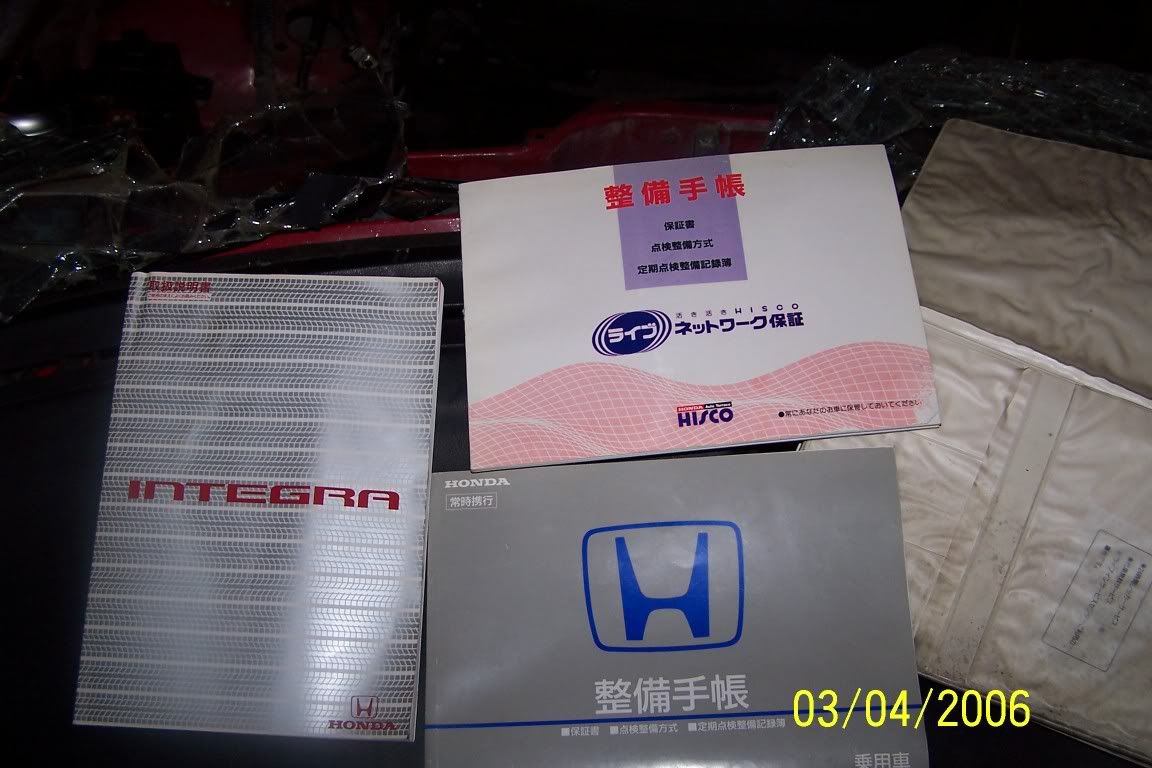 取扱説明書
INTEGRA
HONDA
整備手帳
保証書
点検整備方式
定期点検整備記録簿
ライブ
活き活きHISCO
ネットワーク保証
HONDA Auto Terrace
HISCO
●常にあなたのお車に保管しておいてください
HONDA
常時携行
整備手帳
■保証書 ■点検整備方式 ■定期点検整備記録簿
乗用車
03/04/2006